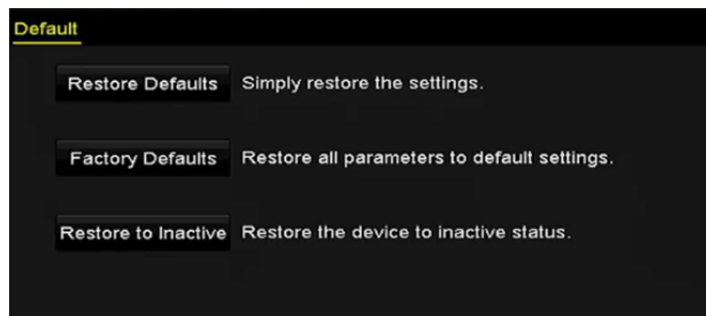 Default
Restore Defaults Simply restore the settings.
Factory Defaults Restore all parameters to default settings.
Restore to Inactive Restore the device to inactive status.